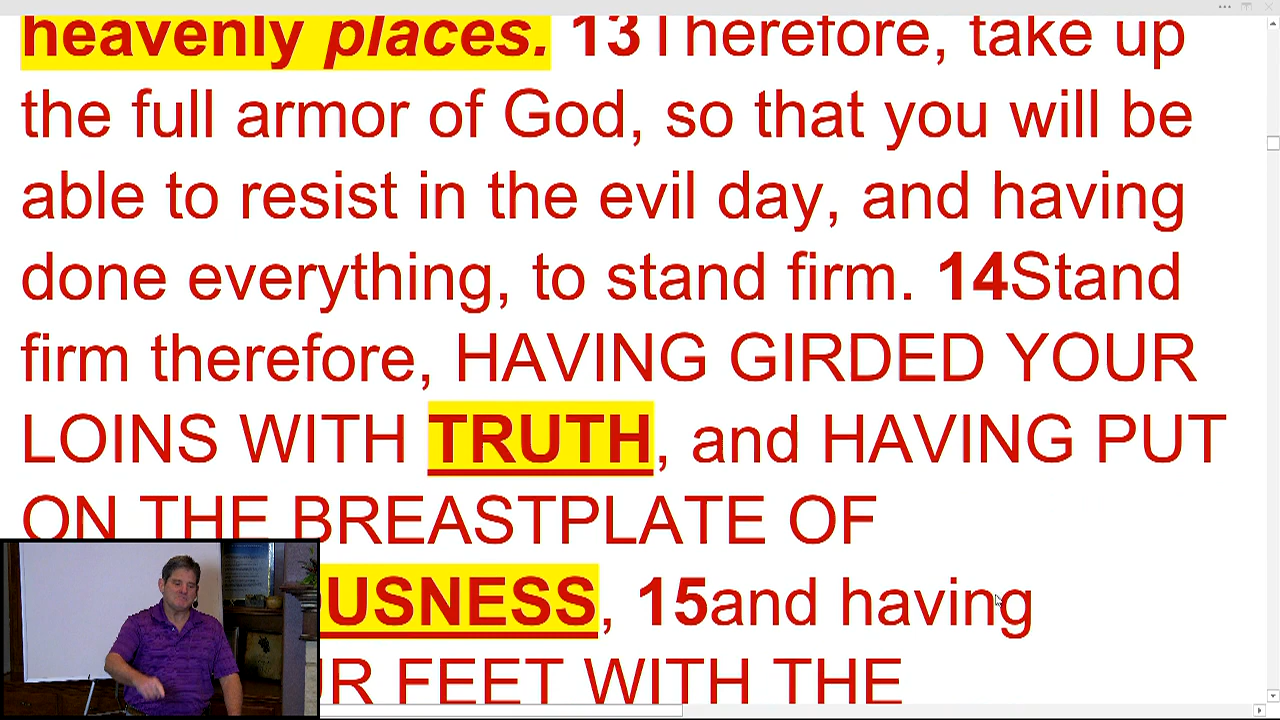 heavenly places. 13Therefore, take up
the full armor of God, so that you will be
able to resist in the evil day, and having
done everything, to stand firm. 14Stand
firm therefore, HAVING GIRDED YOUR
LOINS WITH TRUTH, and HAVING PUT
ON THE BREASTPLATE OF
USNESS, 15and having
R FEET WITH THE